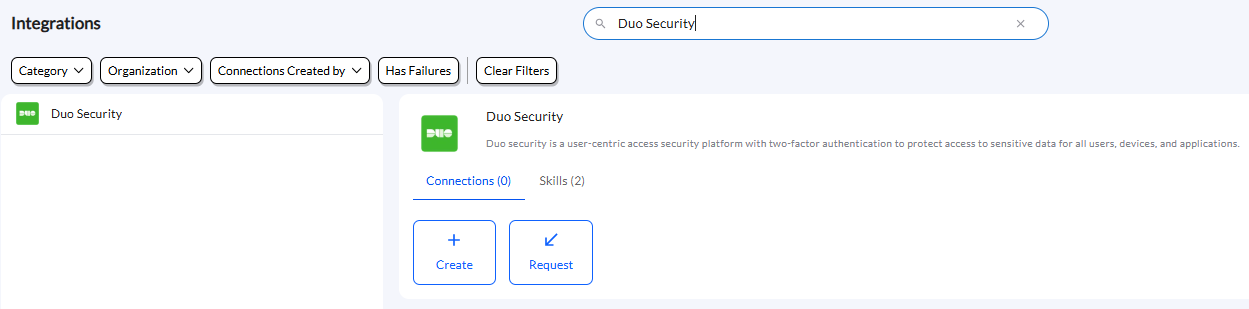 Integrations
Duo Security
Category
Organization
Connections Created by
Has Failures
Clear Filters
DUO
Duo Security
DUO
Duo Security
Duo security is a user-centric access security platform with two-factor authentication to protect access to sensitive data for all users, devices, and applications.
Connections (0)
Skills (2)
Create
Request